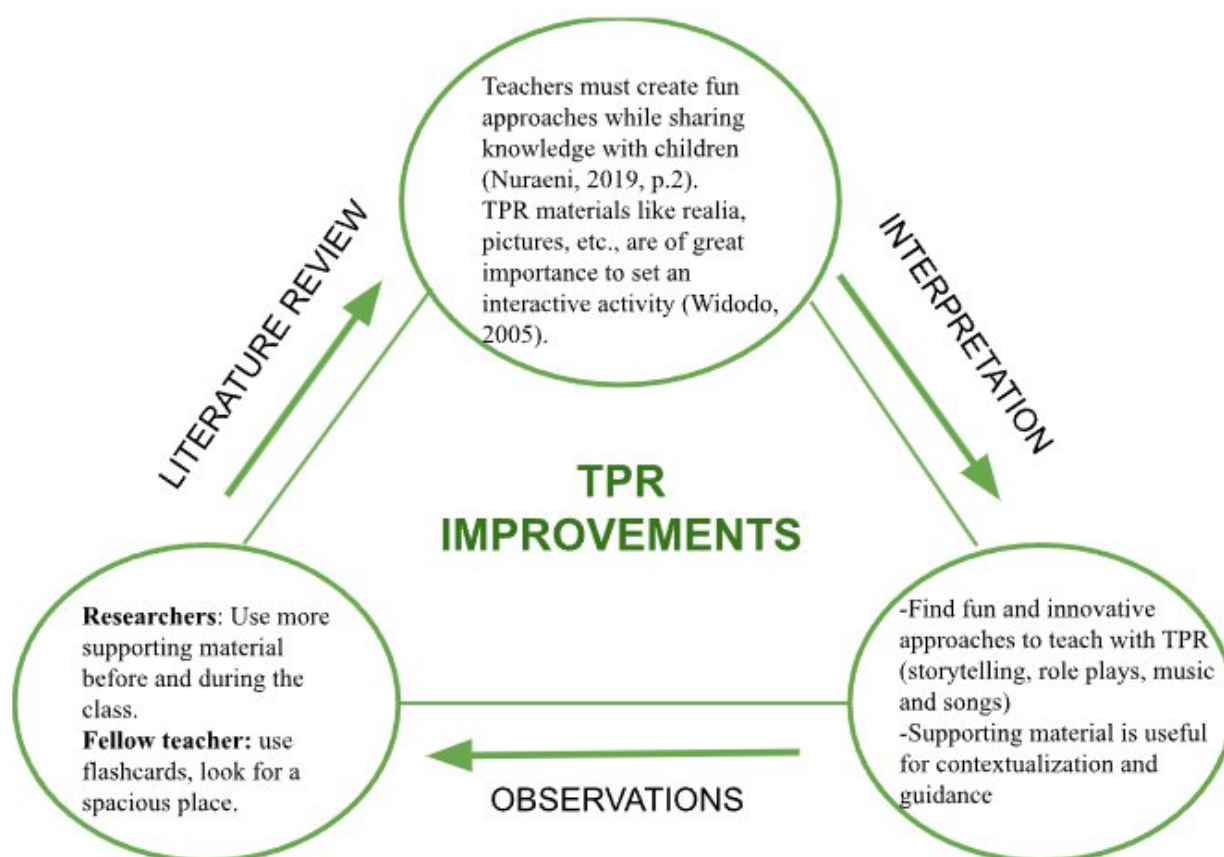 Teachers must create fun
approaches while sharing
knowledge with children
(Nuraeni, 2019, p.2).
TPR materials like realia,
pictures, etc., are of great
importance to set an
interactive activity (Widodo,
2005).
LITERATURE REVIEW
INTERPRETATION
TPR
IMPROVEMENTS
Researchers: Use more
supporting material
before and during the
class.
Fellow teacher: use
flashcards, look for a
spacious place.
-Find fun and innovative
approaches to teach with TPR
(storytelling, role plays, music
and songs)
-Supporting material is useful
for contextualization and
guidance
OBSERVATIONS